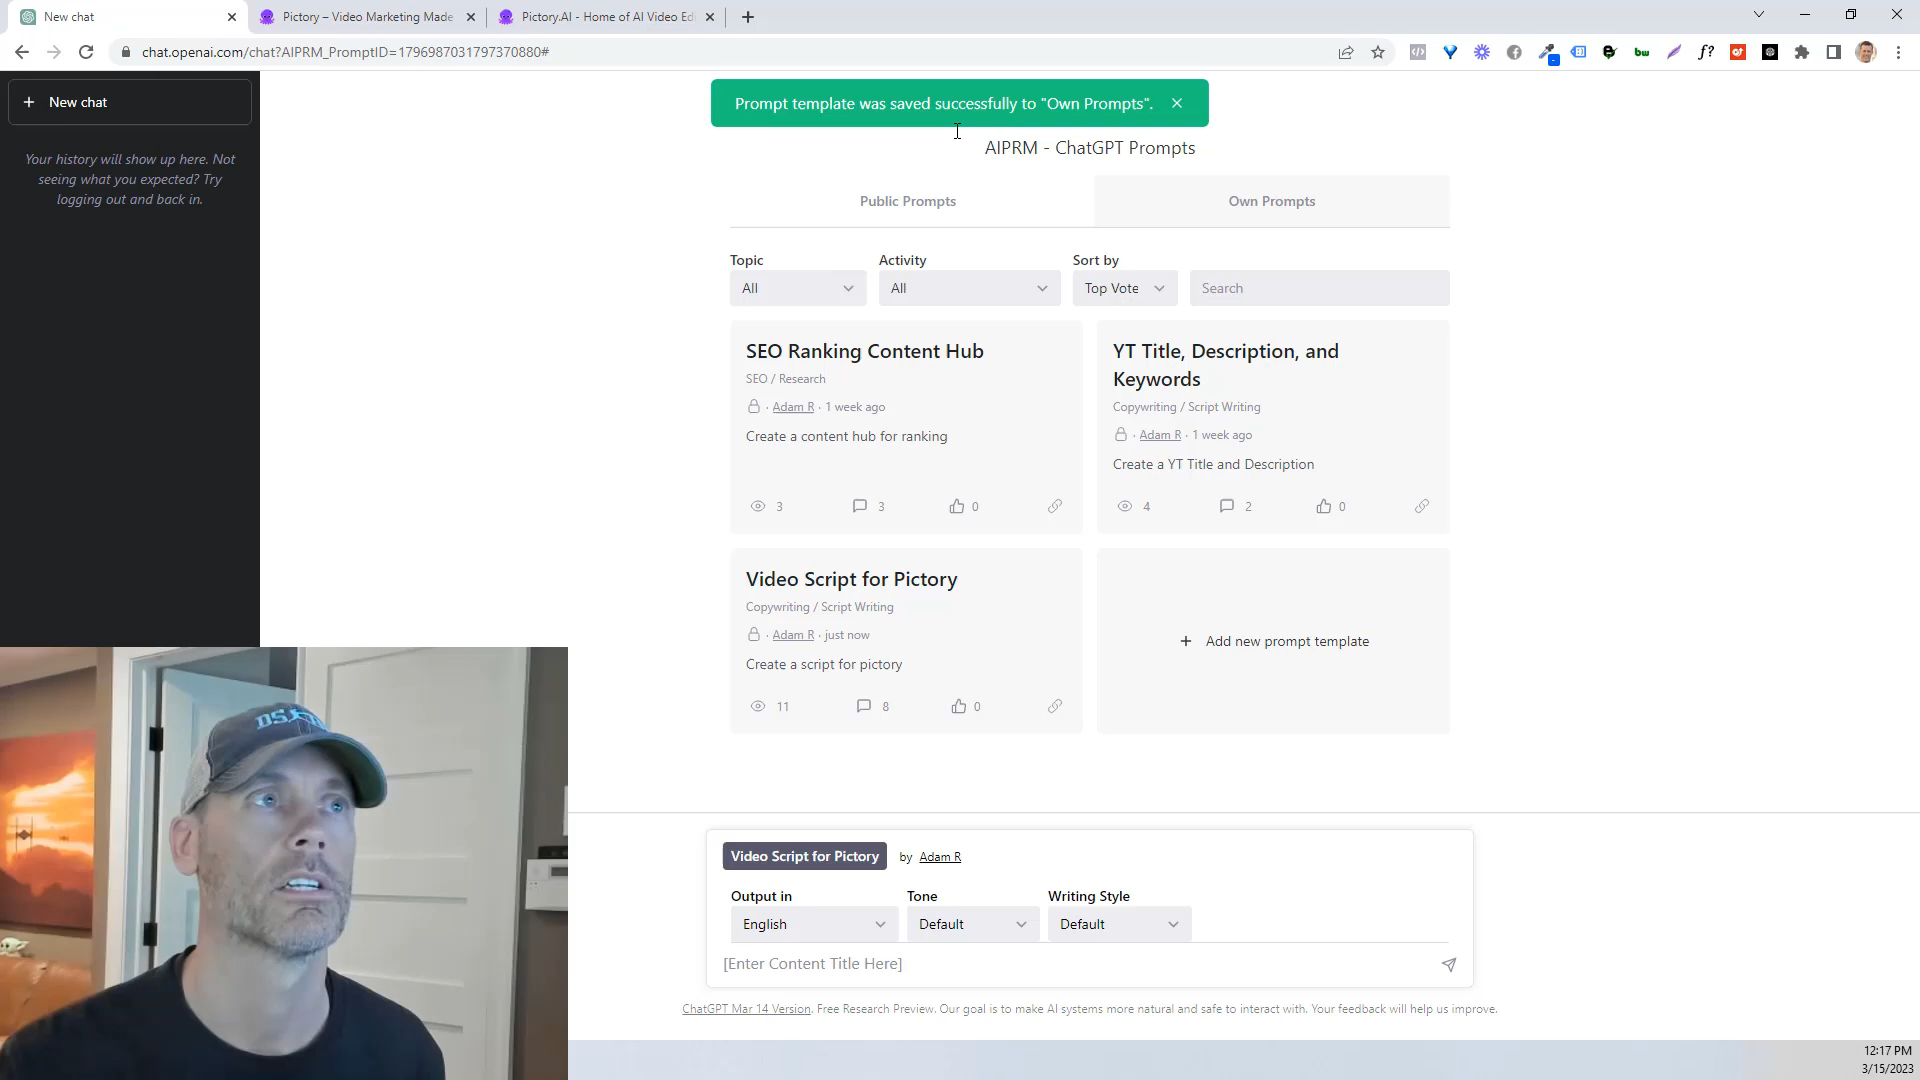 New chat
Pictory – Video Marketing Made
Pictory.AI - Home of AI Video Edi
chat.openai.com/chat?AIPRM_PromptID=1796987031797370880#
New chat
Your history will show up here. Not
seeing what you expected? Try
logging out and back in.
Prompt template was saved successfully to "Own Prompts".
AIPRM - ChatGPT Prompts
Public Prompts
Own Prompts
Topic
Activity
Sort by
All
All
Top Vote
Search
SEO Ranking Content Hub
SEO / Research
· Adam R · 1 week ago
Create a content hub for ranking
3
3
0
YT Title, Description, and
Keywords
Copywriting / Script Writing
· Adam R · 1 week ago
Create a YT Title and Description
4
2
0
Video Script for Pictory
Copywriting / Script Writing
· Adam R · just now
Create a script for pictory
11
8
0
+ Add new prompt template
Video Script for Pictory by Adam R
Output in
Tone
Writing Style
English
Default
Default
[Enter Content Title Here]
ChatGPT Mar 14 Version. Free Research Preview. Our goal is to make AI systems more natural and safe to interact with. Your feedback will help us improve.
12:17 PM
3/15/2023